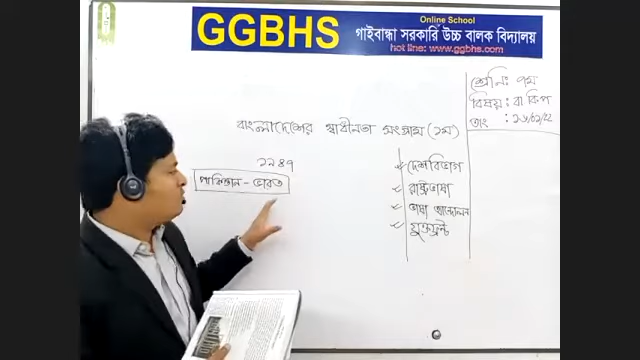 GGBHS
Online School
গাইবান্ধা সরকারি উচ্চ বালক বিদ্যালয়
hot line: www.ggbhs.com
শ্রেনি: ৭ম
বিষয়: বা কিপ
তাং :
বাংলাদেশের স্বাধীনতা সংগ্রাম (১ম)
১৯৪৭
পাকিস্তান - ভারত
দেশবিভাগ
রাষ্ট্রভাষা
ভাষা আন্দোলন
যুক্তফ্রন্ট